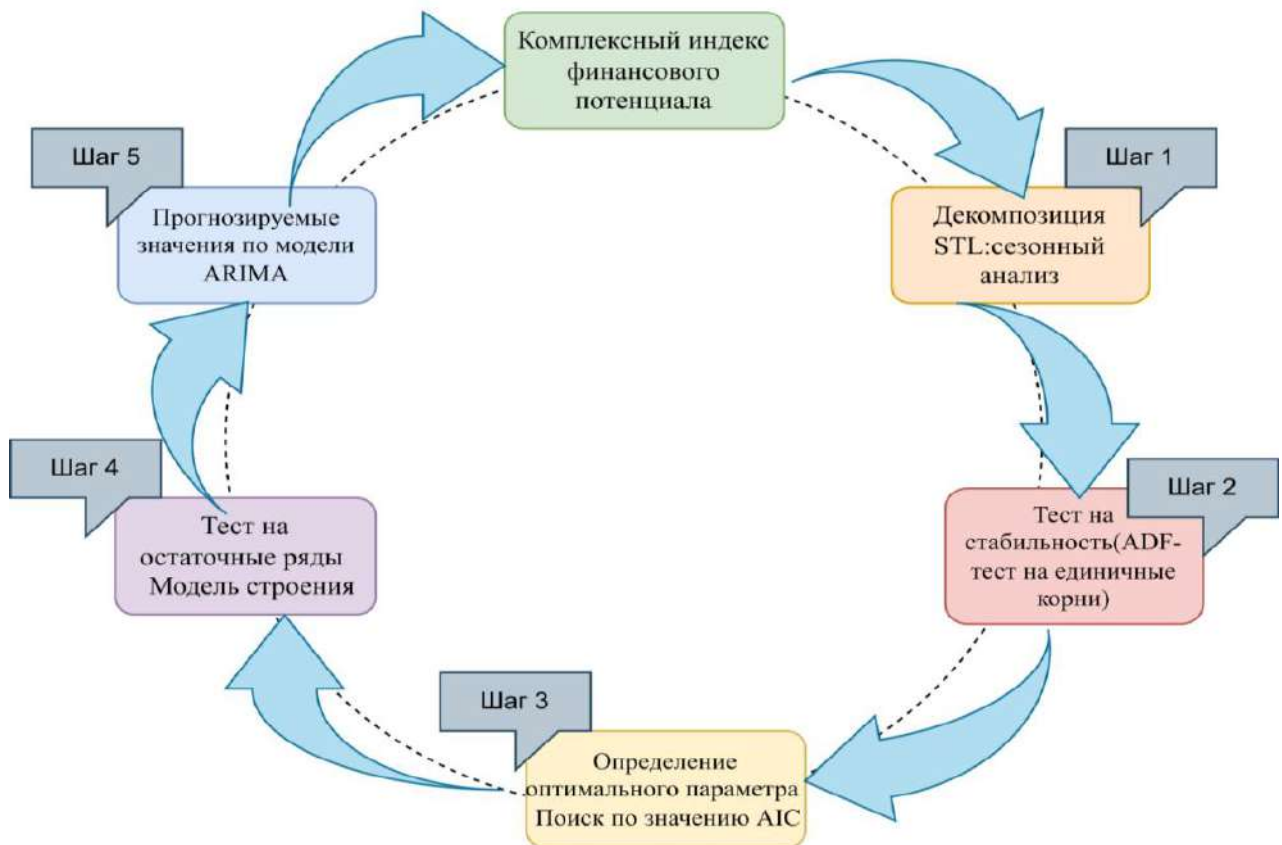 Комплексный индекс
финансового
потенциала
Шаг 1
Декомпозиция
STL:сезонный
анализ
Шаг 2
Тест на
стабильность(ADF-
тест на единичные
корни)
Шаг 3
Определение
оптимального параметра
Поиск по значению AIC
Шаг 4
Тест на
остаточные ряды
Модель строения
Шаг 5
Прогнозируемые
значения по модели
ARIMA